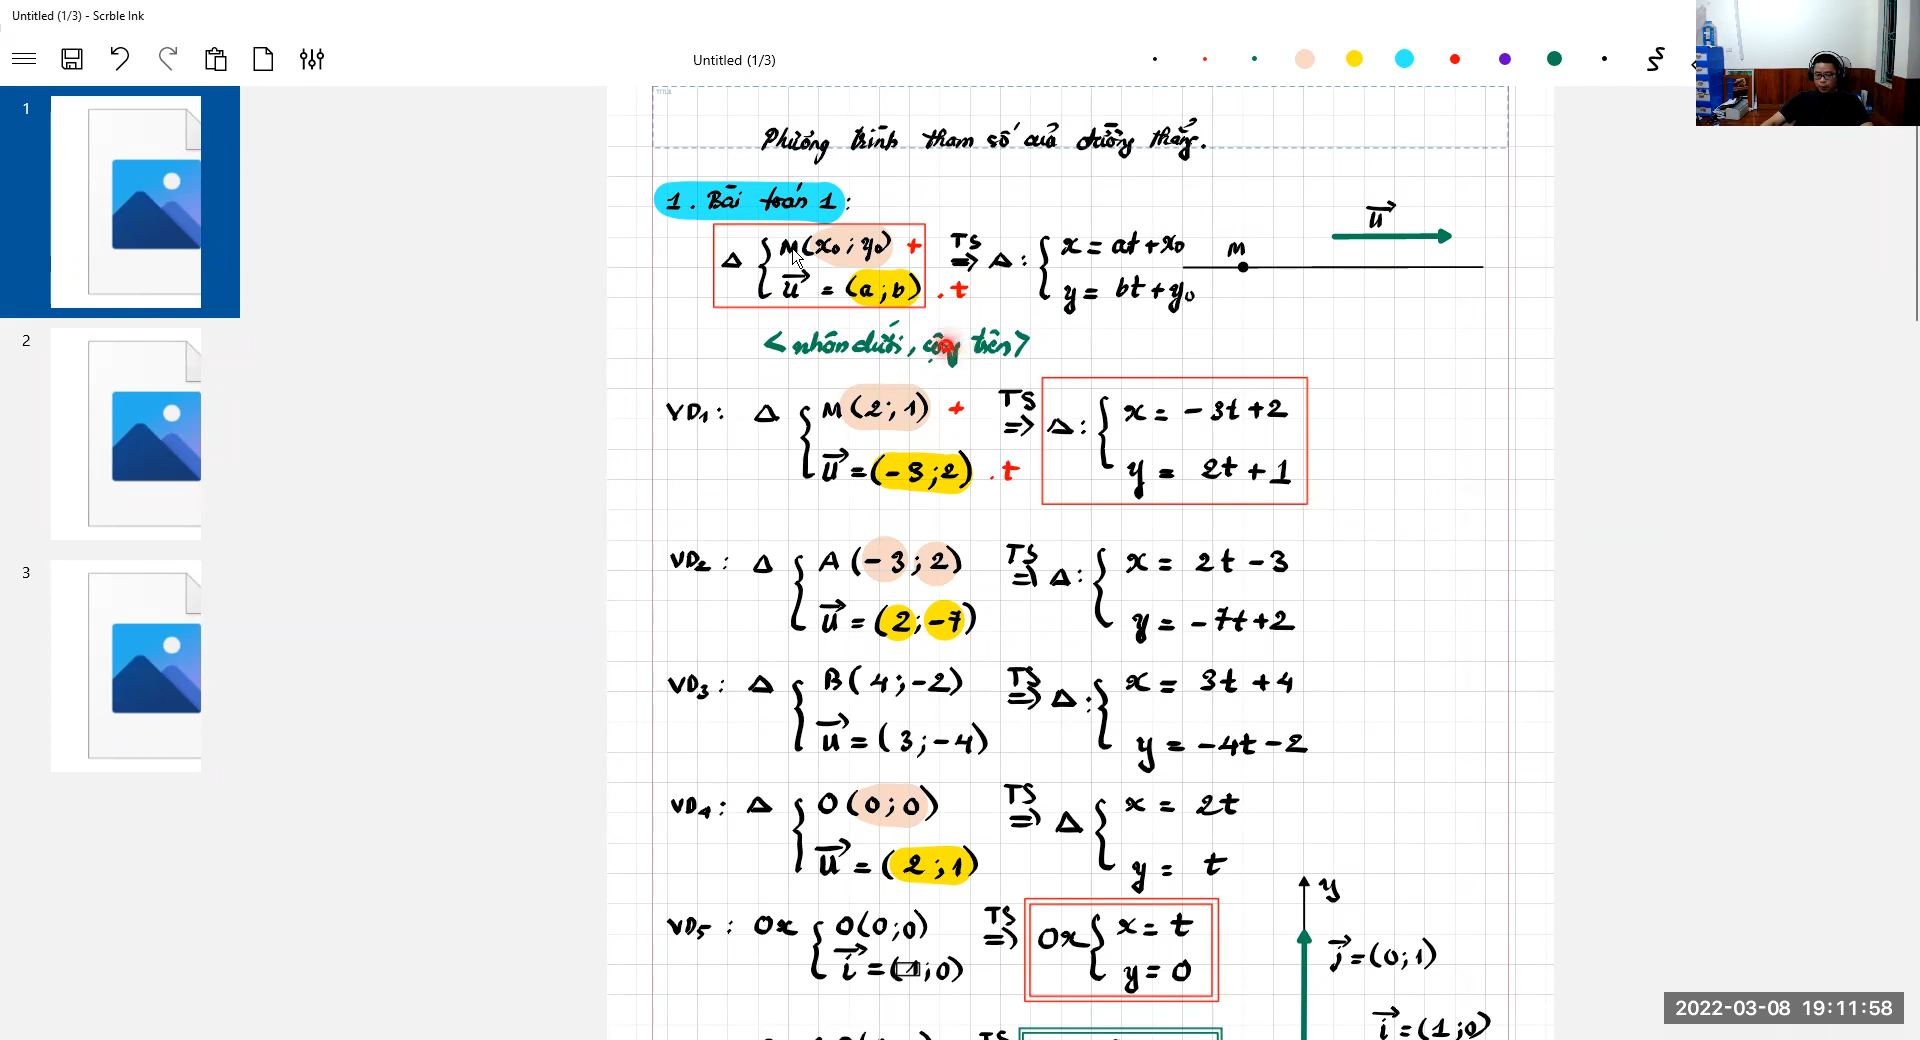 Untitled (1/3) - Scrble Ink
Untitled (1/3)
1
2
3
TITLE
Phương trình tham số của đường thẳng.
1. Bài toán 1:
Δ { M(x₀; y₀) + TS => Δ: { x = at + x₀
u⃗ = (a; b) . t y = bt + y₀
u⃗
M
<nhân dưới, cộng trên>
VD₁: Δ { M(2; 1) + TS => Δ: { x = -3t + 2
u⃗ = (-3; 2) . t y = 2t + 1
VD₂: Δ { A(-3; 2) TS => Δ: { x = 2t - 3
u⃗ = (2; -7) y = -7t + 2
VD₃: Δ { B(4; -2) TS => Δ: { x = 3t + 4
u⃗ = (3; -4) y = -4t - 2
VD₄: Δ { O(0; 0) TS => Δ { x = 2t
u⃗ = (2; 1) y = t
VD₅: Ox { O(0; 0) TS => Ox { x = t
i⃗ = (1; 0) y = 0
y
j⃗ = (0; 1)
i⃗ = (1; 0)
TS
2022-03-08 19:11:58